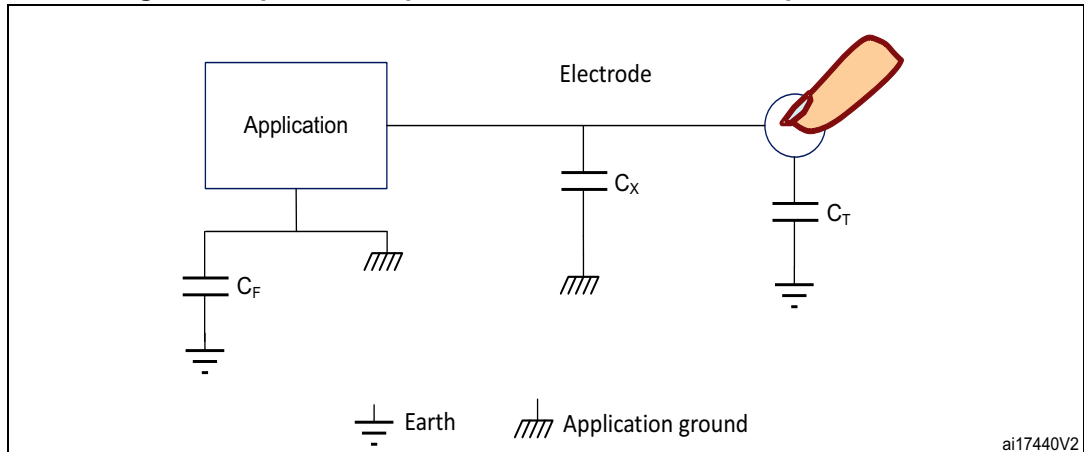 Electrode
Application
C_X
C_T
C_F
Earth
Application ground
ai17440V2